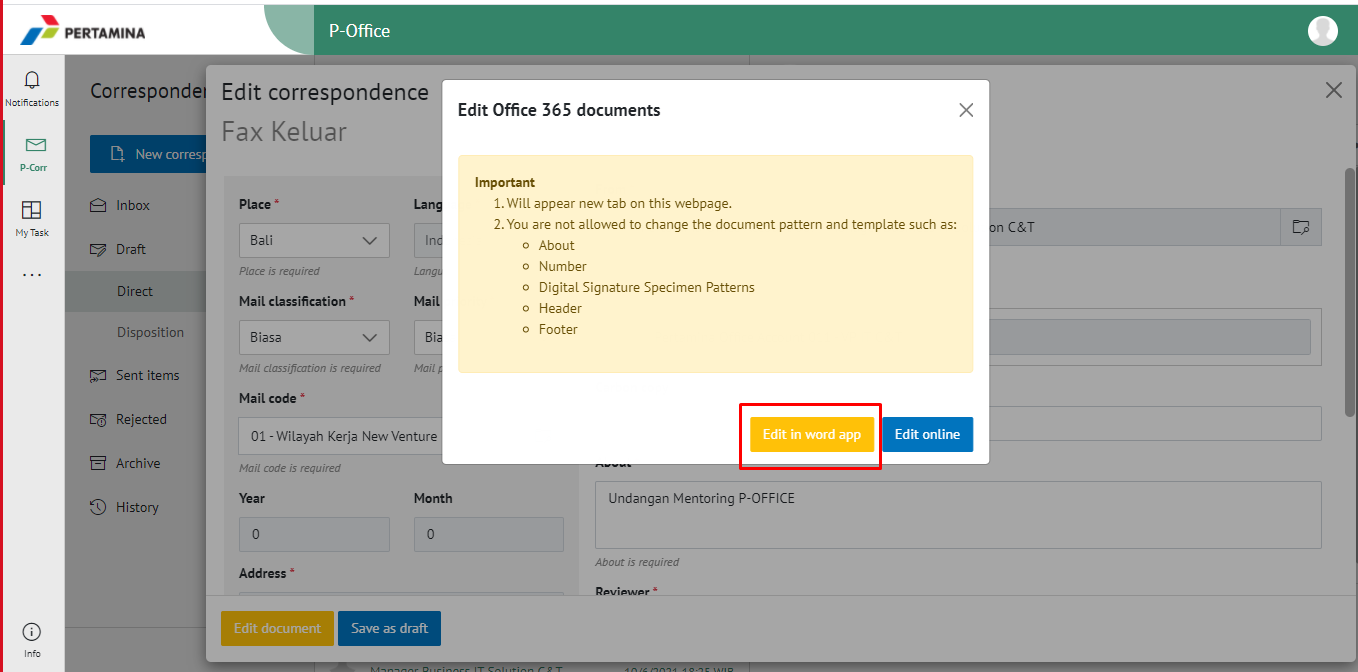 PERTAMINA
P-Office
Notifications
P-Corr
My Task
Info
New
Inbox
Draft
Direct
Disposition
Sent items
Rejected
Archive
History
Edit correspondence
Fax Keluar
Place *
Bali
Place is required
Mail classification *
Mail
Biasa
Mail classification is required
Mail
Mail code *
01 - Wilayah Kerja New Venture
Mail code is required
Year
Month
0
0
Address *
Edit document
Save as draft
Edit Office 365 documents
Important
1. Will appear new tab on this webpage.
2. You are not allowed to change the document pattern and template such as:
About
Number
Digital Signature Specimen Patterns
Header
Footer
Edit in word app
Edit online
on C&T
About
Undangan Mentoring P-OFFICE
About is required
Reviewer *
Manager Business IT Solution C&T
10/6/2021 18:25 WIB